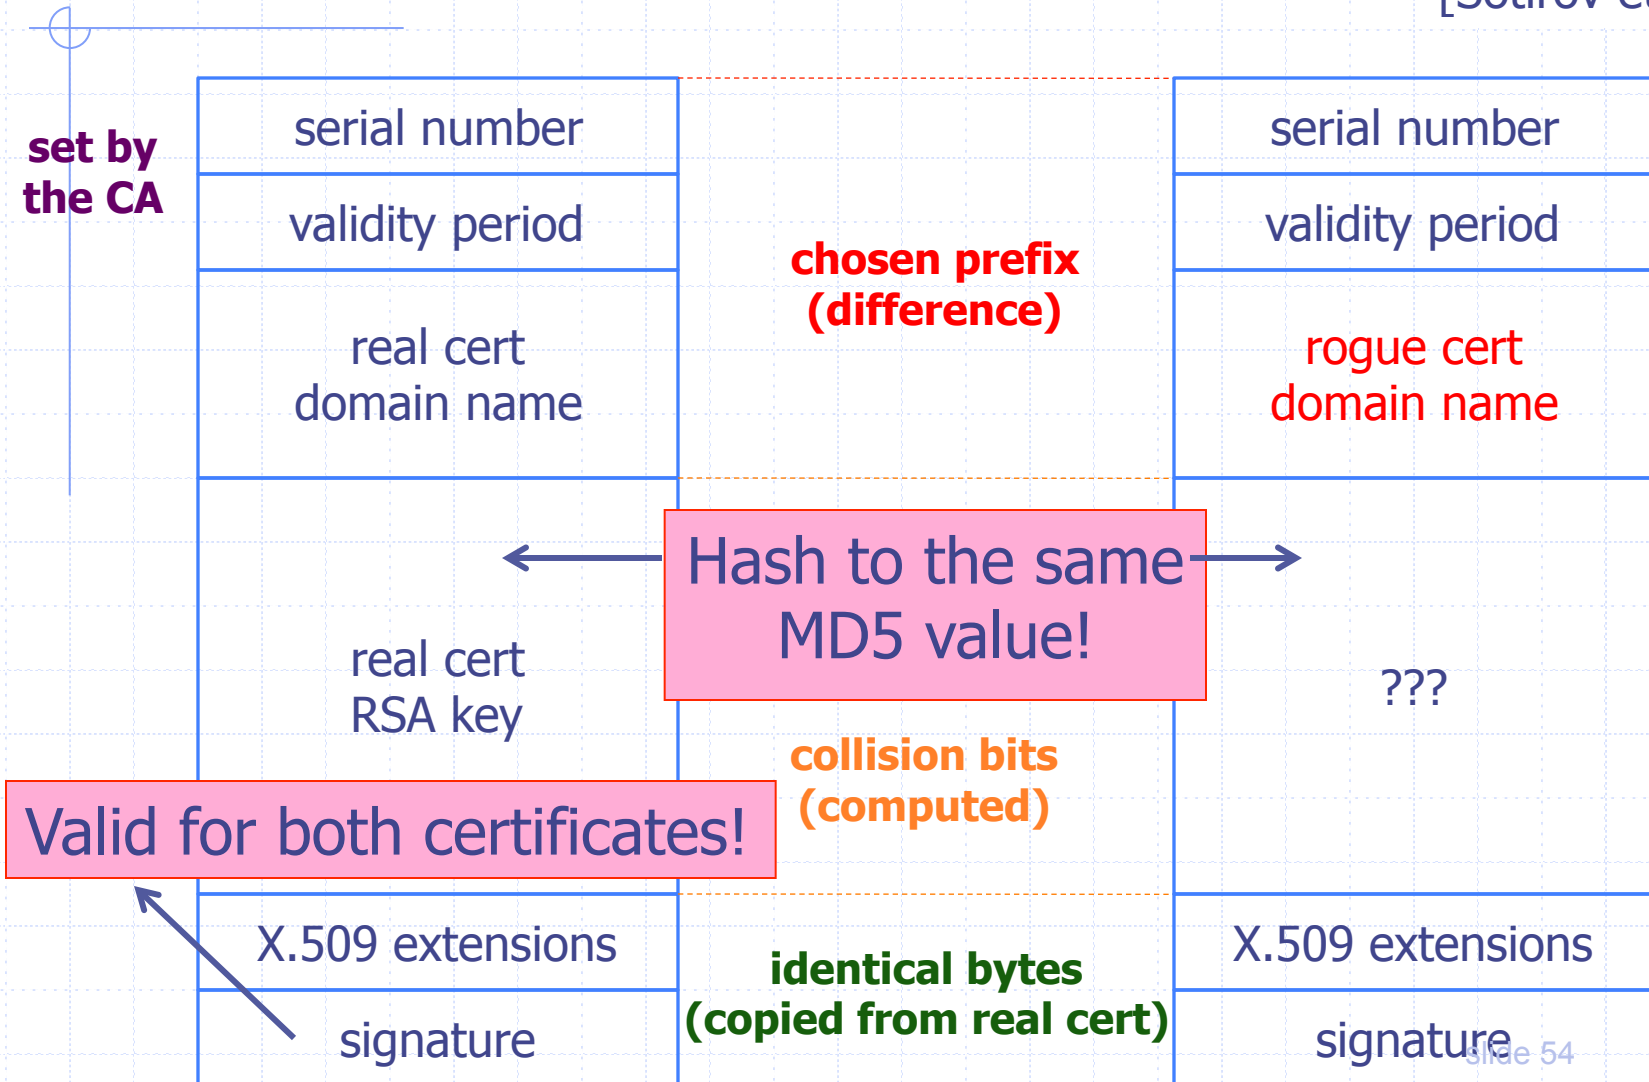 [Sotirov
serial number
serial number
set by
the CA
validity period
validity period
chosen prefix
(difference)
real cert
domain name
rogue cert
domain name
Hash to the same
MD5 value!
real cert
RSA key
???
collision bits
(computed)
Valid for both certificates!
X.509 extensions
X.509 extensions
identical bytes
(copied from real cert)
signature
signature
slide 54